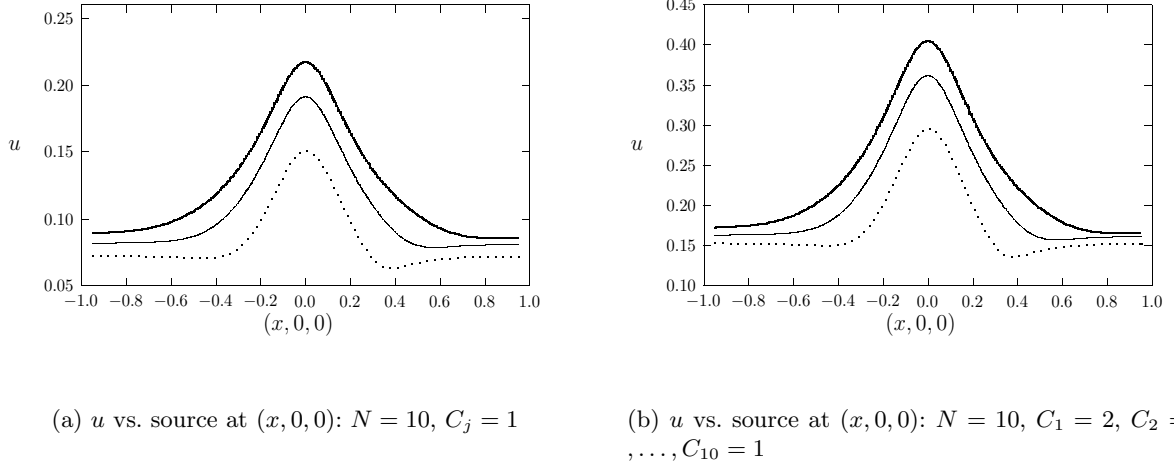 0.26
0.20
0.15
0.10
0.05
u
−1.0 −0.8 −0.6 −0.4 −0.2 0.0 0.2 0.4 0.6 0.8 1.0
(x, 0, 0)
0.45
0.40
0.35
0.30
0.25
0.20
0.15
0.10
u
−1.0 −0.8 −0.6 −0.4 −0.2 0.0 0.2 0.4 0.6 0.8 1.0
(x, 0, 0)
(a) u vs. source at (x, 0, 0): N = 10, C_j = 1
(b) u vs. source at (x, 0, 0): N = 10, C_1 = 2, C_2 =
, . . . , C_10 = 1